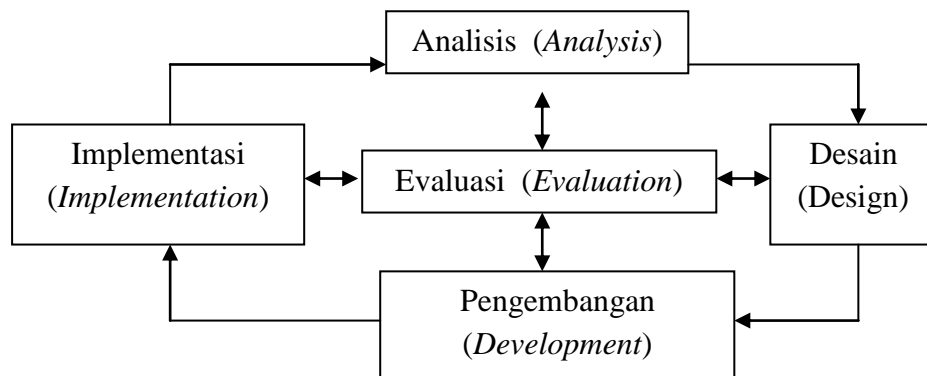 Analisis (Analysis)
Implementasi
(Implementation)
Evaluasi (Evaluation)
Desain
(Design)
Pengembangan
(Development)